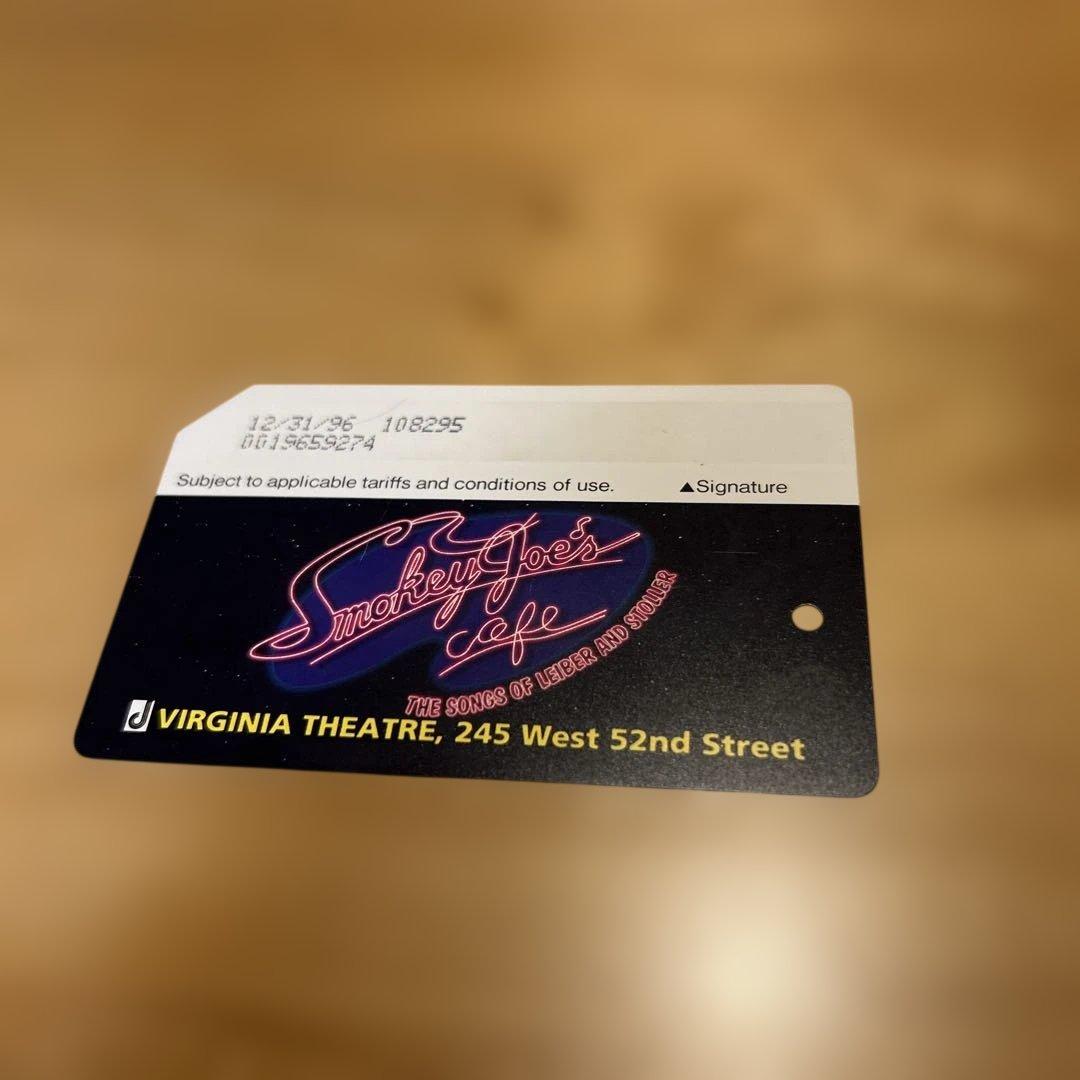 12/31/96 108295
0019659274
Subject to applicable tariffs and conditions of use. ▲Signature
Smokey Joe's
cafe
THE SONGS OF LEIBER AND STOLLER
J VIRGINIA THEATRE, 245 West 52nd Street